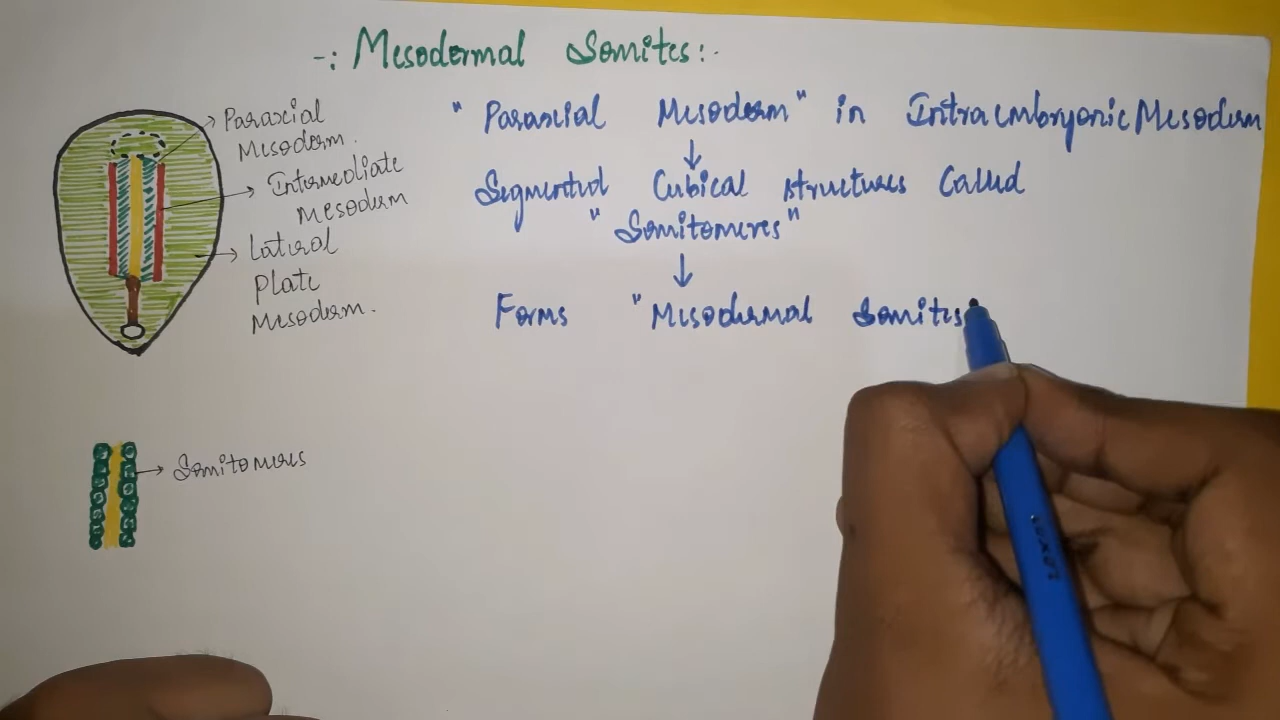 -: Mesodermal Somites:-
"Paraxial Mesoderm" in Intraembryonic Mesoderm
↓
Segmented Cubical structures Called
"Somitomeres"
↓
Forms "Mesodermal Somites
Paraxial
Mesoderm.
Intermediate
mesoderm
Lateral
Plate
Mesoderm.
Somitomeres
LUXOR